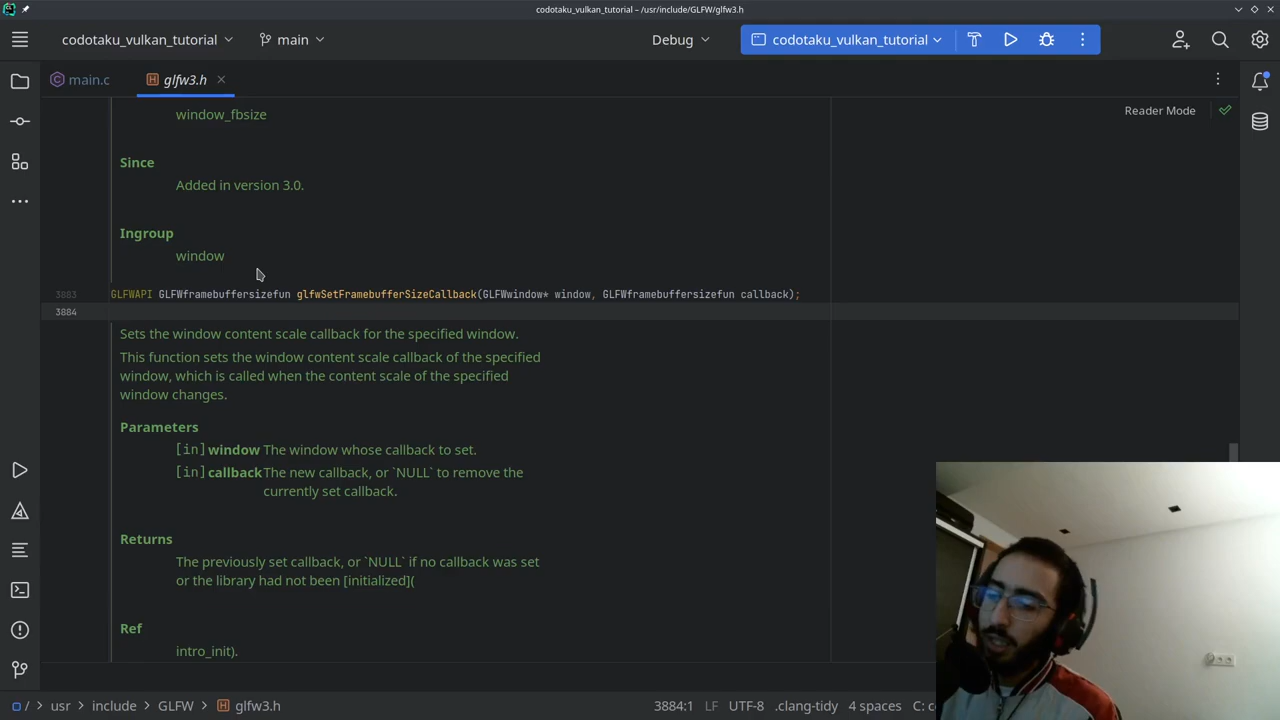 codotaku_vulkan_tutorial – /usr/include/GLFW/glfw3.h
codotaku_vulkan_tutorial
main
Debug
codotaku_vulkan_tutorial
main.c
glfw3.h
Reader Mode
window_fbsize
Since
Added in version 3.0.
Ingroup
window
3883 GLFWAPI GLFWframebuffersizefun glfwSetFramebufferSizeCallback(GLFWwindow* window, GLFWframebuffersizefun callback);
3884
Sets the window content scale callback for the specified window.
This function sets the window content scale callback of the specified
window, which is called when the content scale of the specified
window changes.
Parameters
[in] window The window whose callback to set.
[in] callback The new callback, or `NULL` to remove the
currently set callback.
Returns
The previously set callback, or `NULL` if no callback was set
or the library had not been [initialized](
Ref
intro_init).
/ usr include GLFW glfw3.h
3884:1 LF UTF-8 .clang-tidy 4 spaces C: